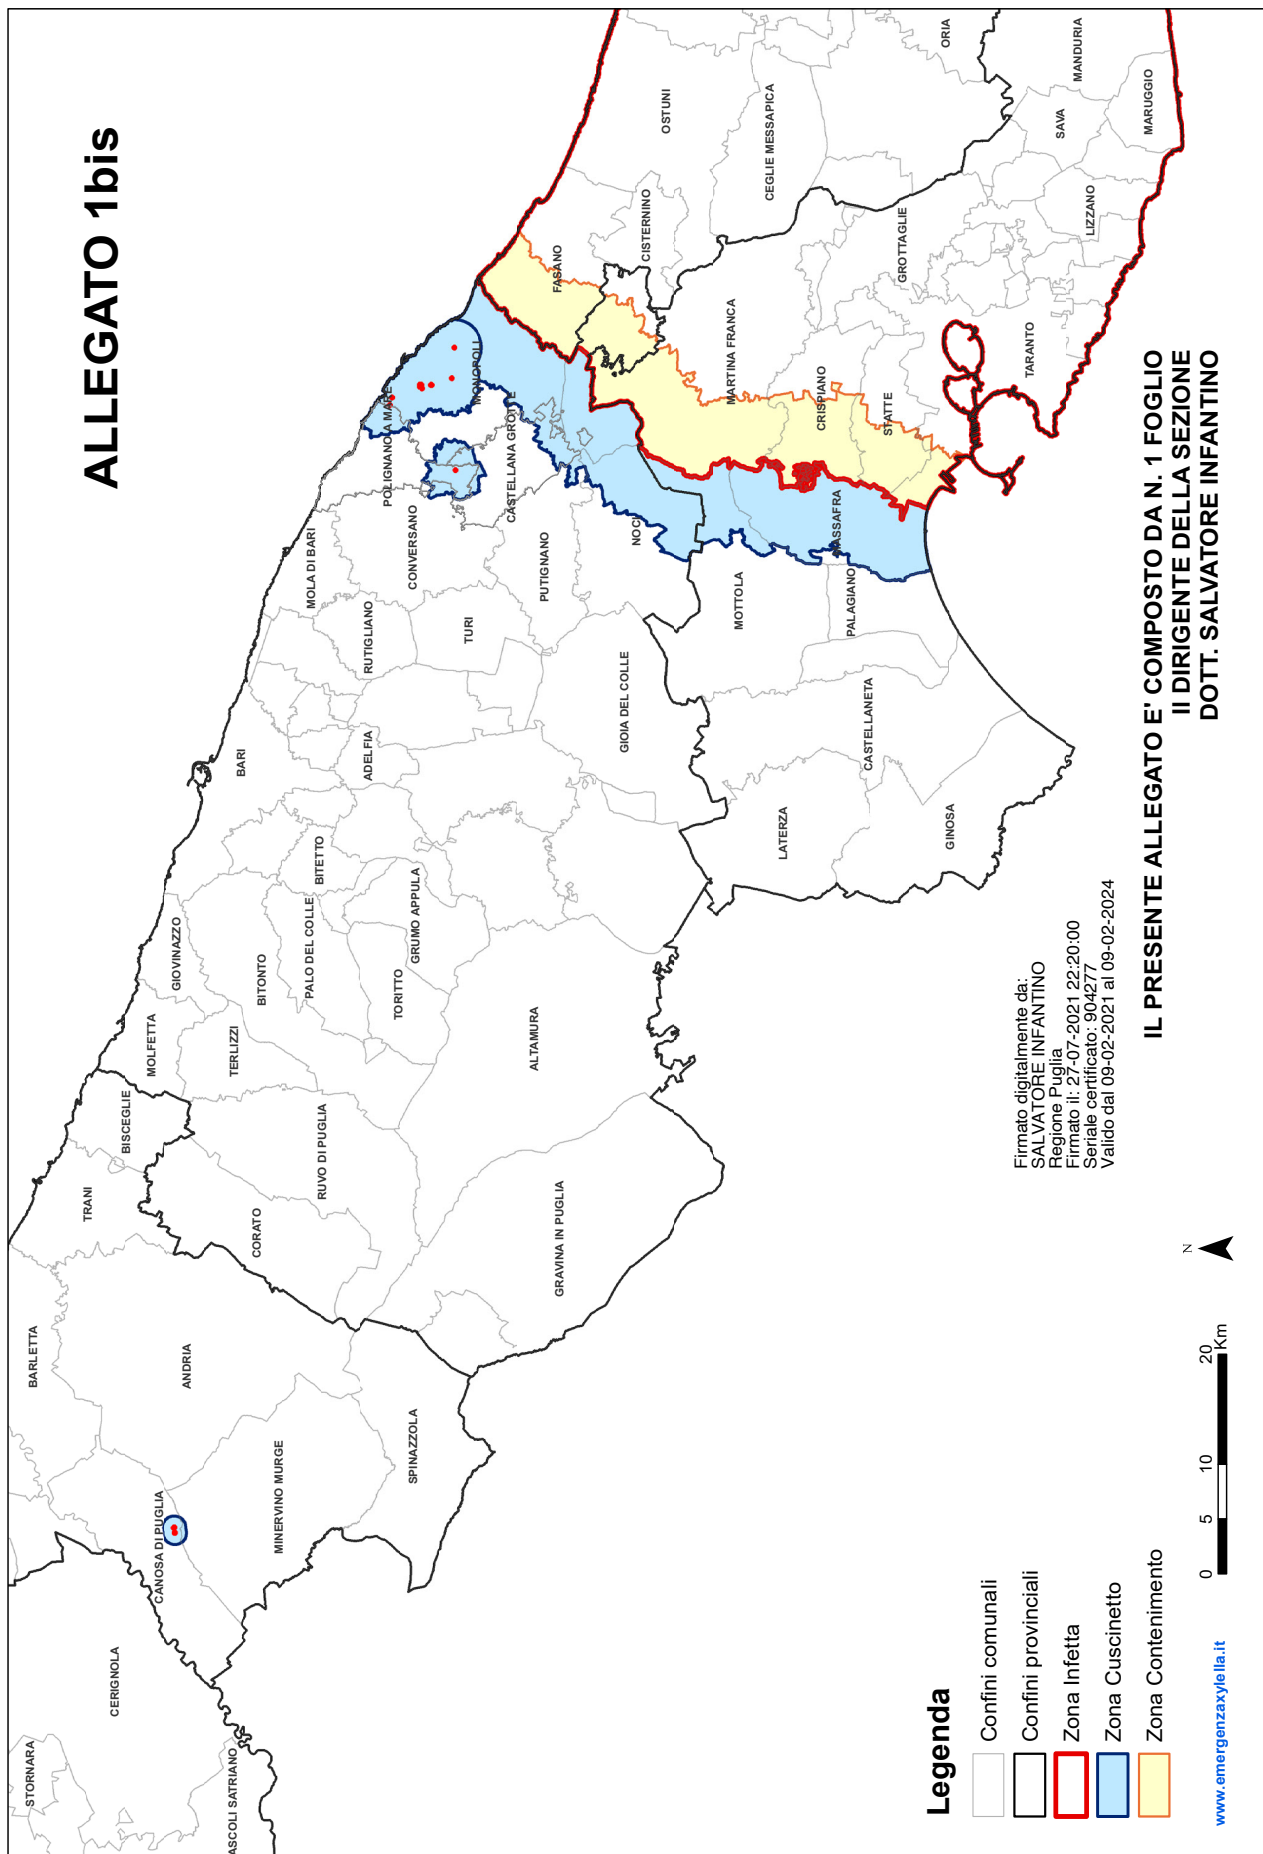 ALLEGATO 1bis
STORNARA
CERIGNOLA
ASCOLI SATRIANO
BARLETTA
CANOSA DI PUGLIA
ANDRIA
MINERVINO MURGE
SPINAZZOLA
TRANI
BISCEGLIE
CORATO
RUVO DI PUGLIA
GRAVINA IN PUGLIA
MOLFETTA
GIOVINAZZO
TERLIZZI
BITONTO
PALO DEL COLLE
BITETTO
TORITTO
GRUMO APPULA
ALTAMURA
BARI
ADELFIA
MOLA DI BARI
RUTIGLIANO
CONVERSANO
TURI
PUTIGNANO
GIOIA DEL COLLE
POLIGNANO A MARE
MONOPOLI
CASTELLANA GROTTE
NOCI
FASANO
CISTERNINO
OSTUNI
CEGLIE MESSAPICA
ORIA
MARTINA FRANCA
CRISPIANO
STATTE
GROTTAGLIE
MOTTOLA
MASSAFRA
PALAGIANO
CASTELLANETA
LATERZA
GINOSA
TARANTO
LIZZANO
SAVA
MANDURIA
MARUGGIO
Legenda
Confini comunali
Confini provinciali
Zona Infetta
Zona Cuscinetto
Zona Contenimento
www.emergenzaxylella.it
0 5 10 20
Km
N
Firmato digitalmente da:
SALVATORE INFANTINO
Regione Puglia
Firmato il: 27-07-2021 22:20:00
Seriale certificato: 904277
Valido dal 09-02-2021 al 09-02-2024
IL PRESENTE ALLEGATO E' COMPOSTO DA N. 1 FOGLIO
Il DIRIGENTE DELLA SEZIONE
DOTT. SALVATORE INFANTINO